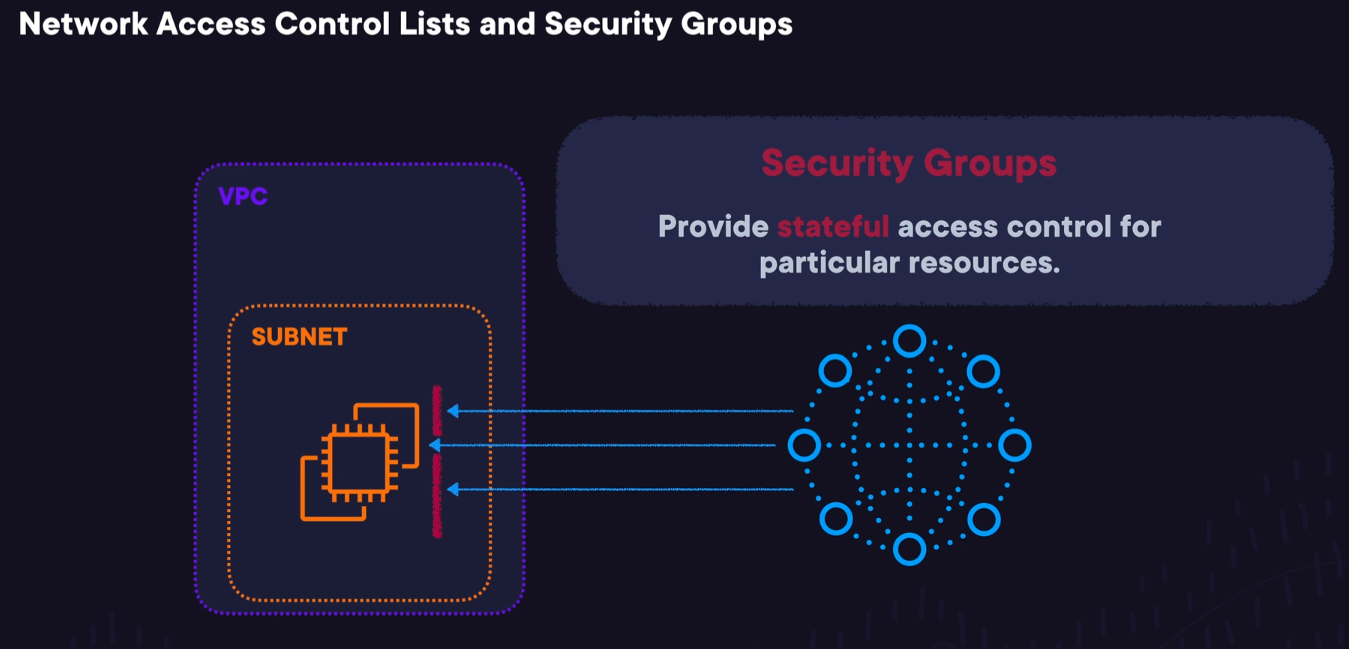 Network Access Control Lists and Security Groups
Security Groups
Provide stateful access control for
particular resources.
VPC
SUBNET